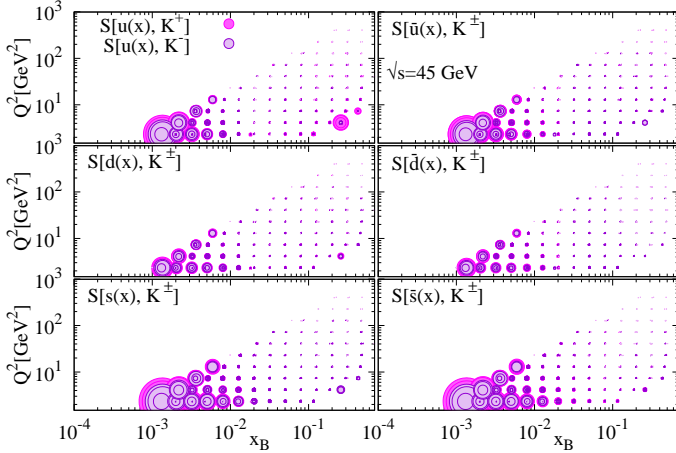 10³ S[u(x), K⁺]
S[u(x), K⁻]
S[ū(x), K±]
√s=45 GeV
Q²[GeV²]
10²
10¹
10³
S[d(x), K±]
S[d̄(x), K±]
Q²[GeV²]
10²
10¹
10³
S[s(x), K±]
S[s̄(x), K±]
Q²[GeV²]
10²
10¹
10⁻⁴ 10⁻³ 10⁻² 10⁻¹ 10⁻⁴ 10⁻³ 10⁻² 10⁻¹
x_B x_B